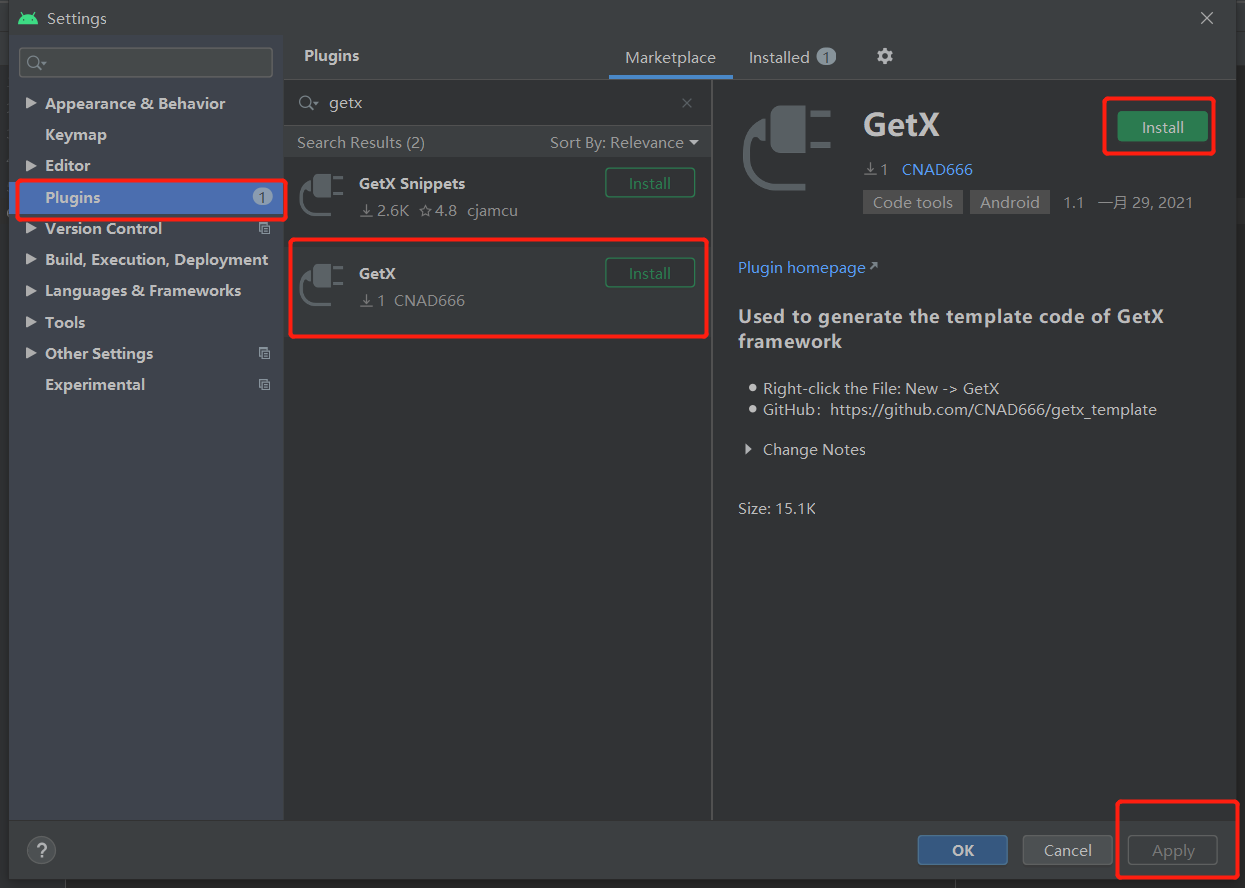 Settings
Appearance & Behavior
Keymap
Editor
Plugins 1
Version Control
Build, Execution, Deployment
Languages & Frameworks
Tools
Other Settings
Experimental
Plugins
Marketplace
Installed 1
getx
Search Results (2)
Sort By: Relevance
GetX Snippets
Install
2.6K 4.8 cjamcu
GetX
Install
1 CNAD666
GetX
Install
1 CNAD666
Code tools Android 1.1 一月 29, 2021
Plugin homepage
Used to generate the template code of GetX
framework
Right-click the File: New -> GetX
GitHub：https://github.com/CNAD666/getx_template
Change Notes
Size: 15.1K
?
OK
Cancel
Apply